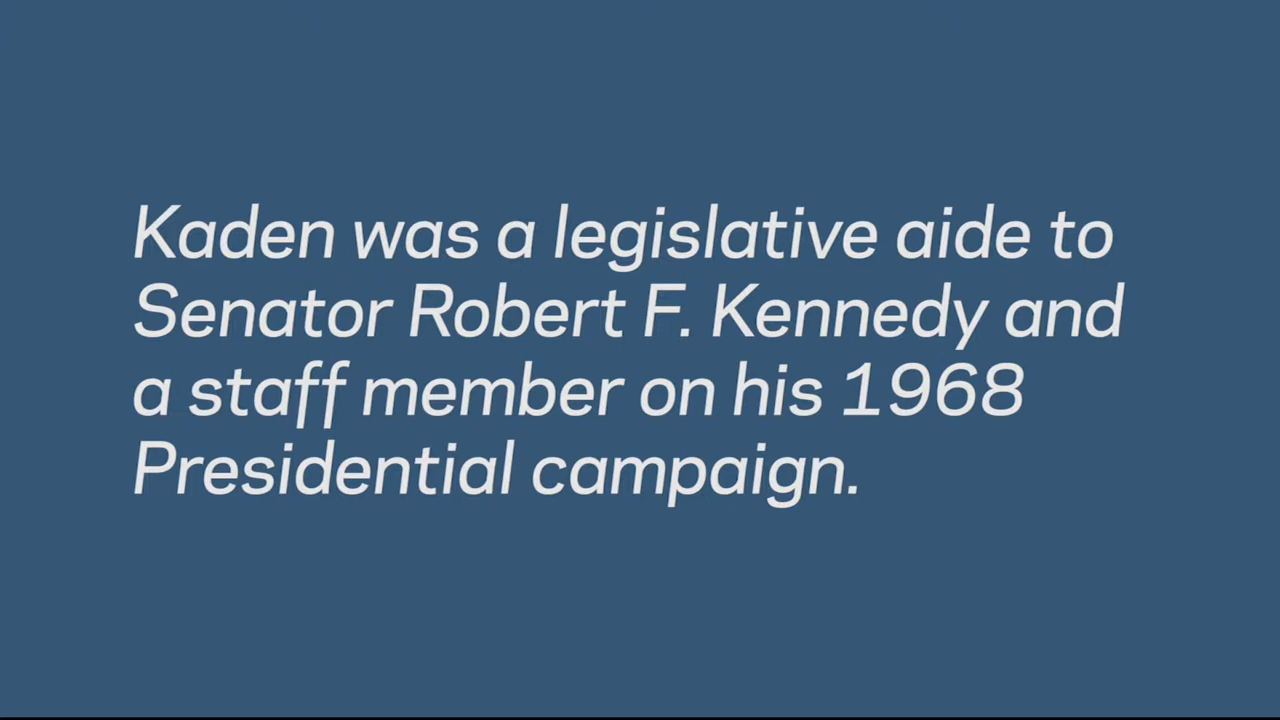 Kaden was a legislative aide to
Senator Robert F. Kennedy and
a staff member on his 1968
Presidential campaign.